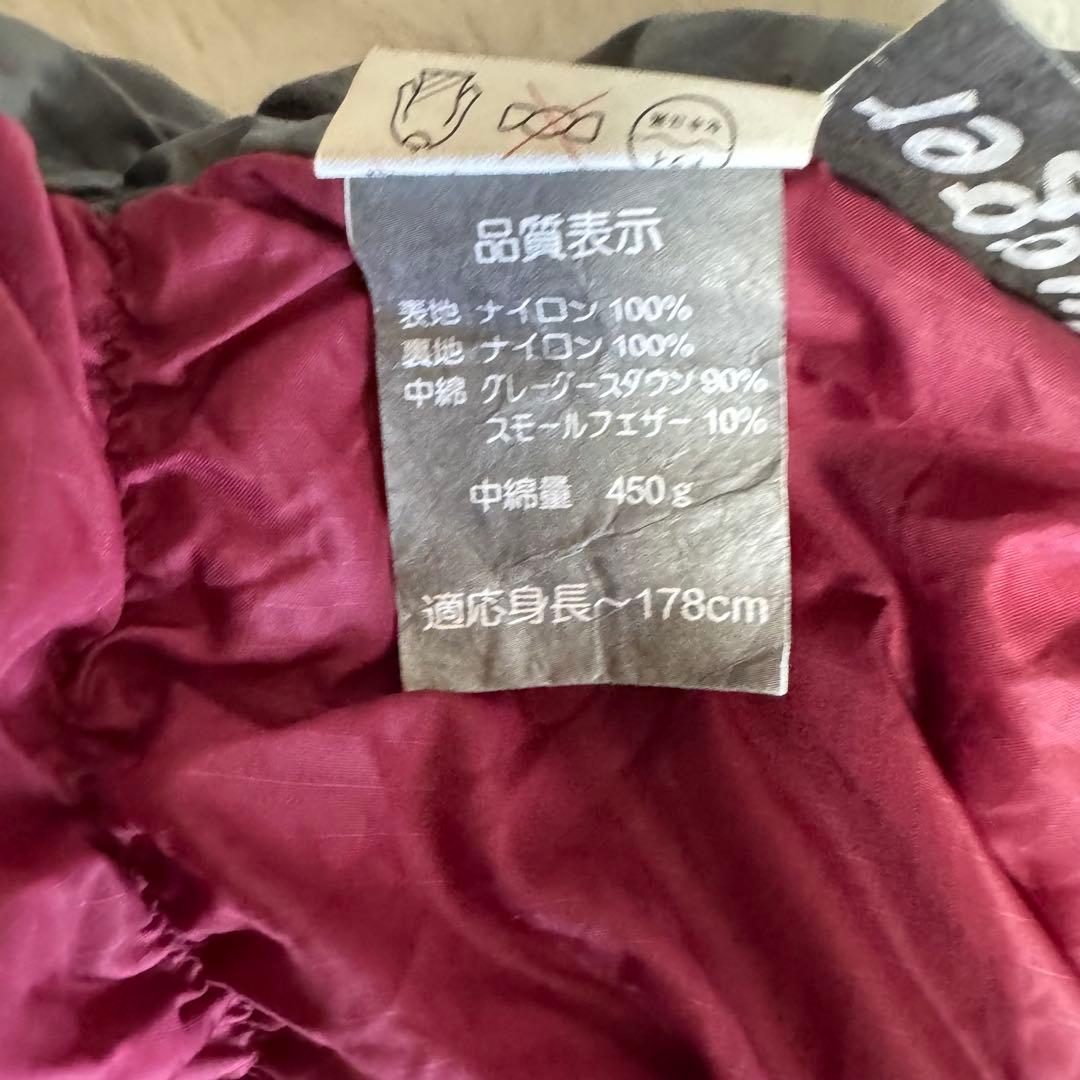 品質表示
表地 ナイロン 100%
裏地 ナイロン 100%
中綿 グレーグースダウン 90%
スモールフェザー 10%
中綿量 450g
適応身長～178cm